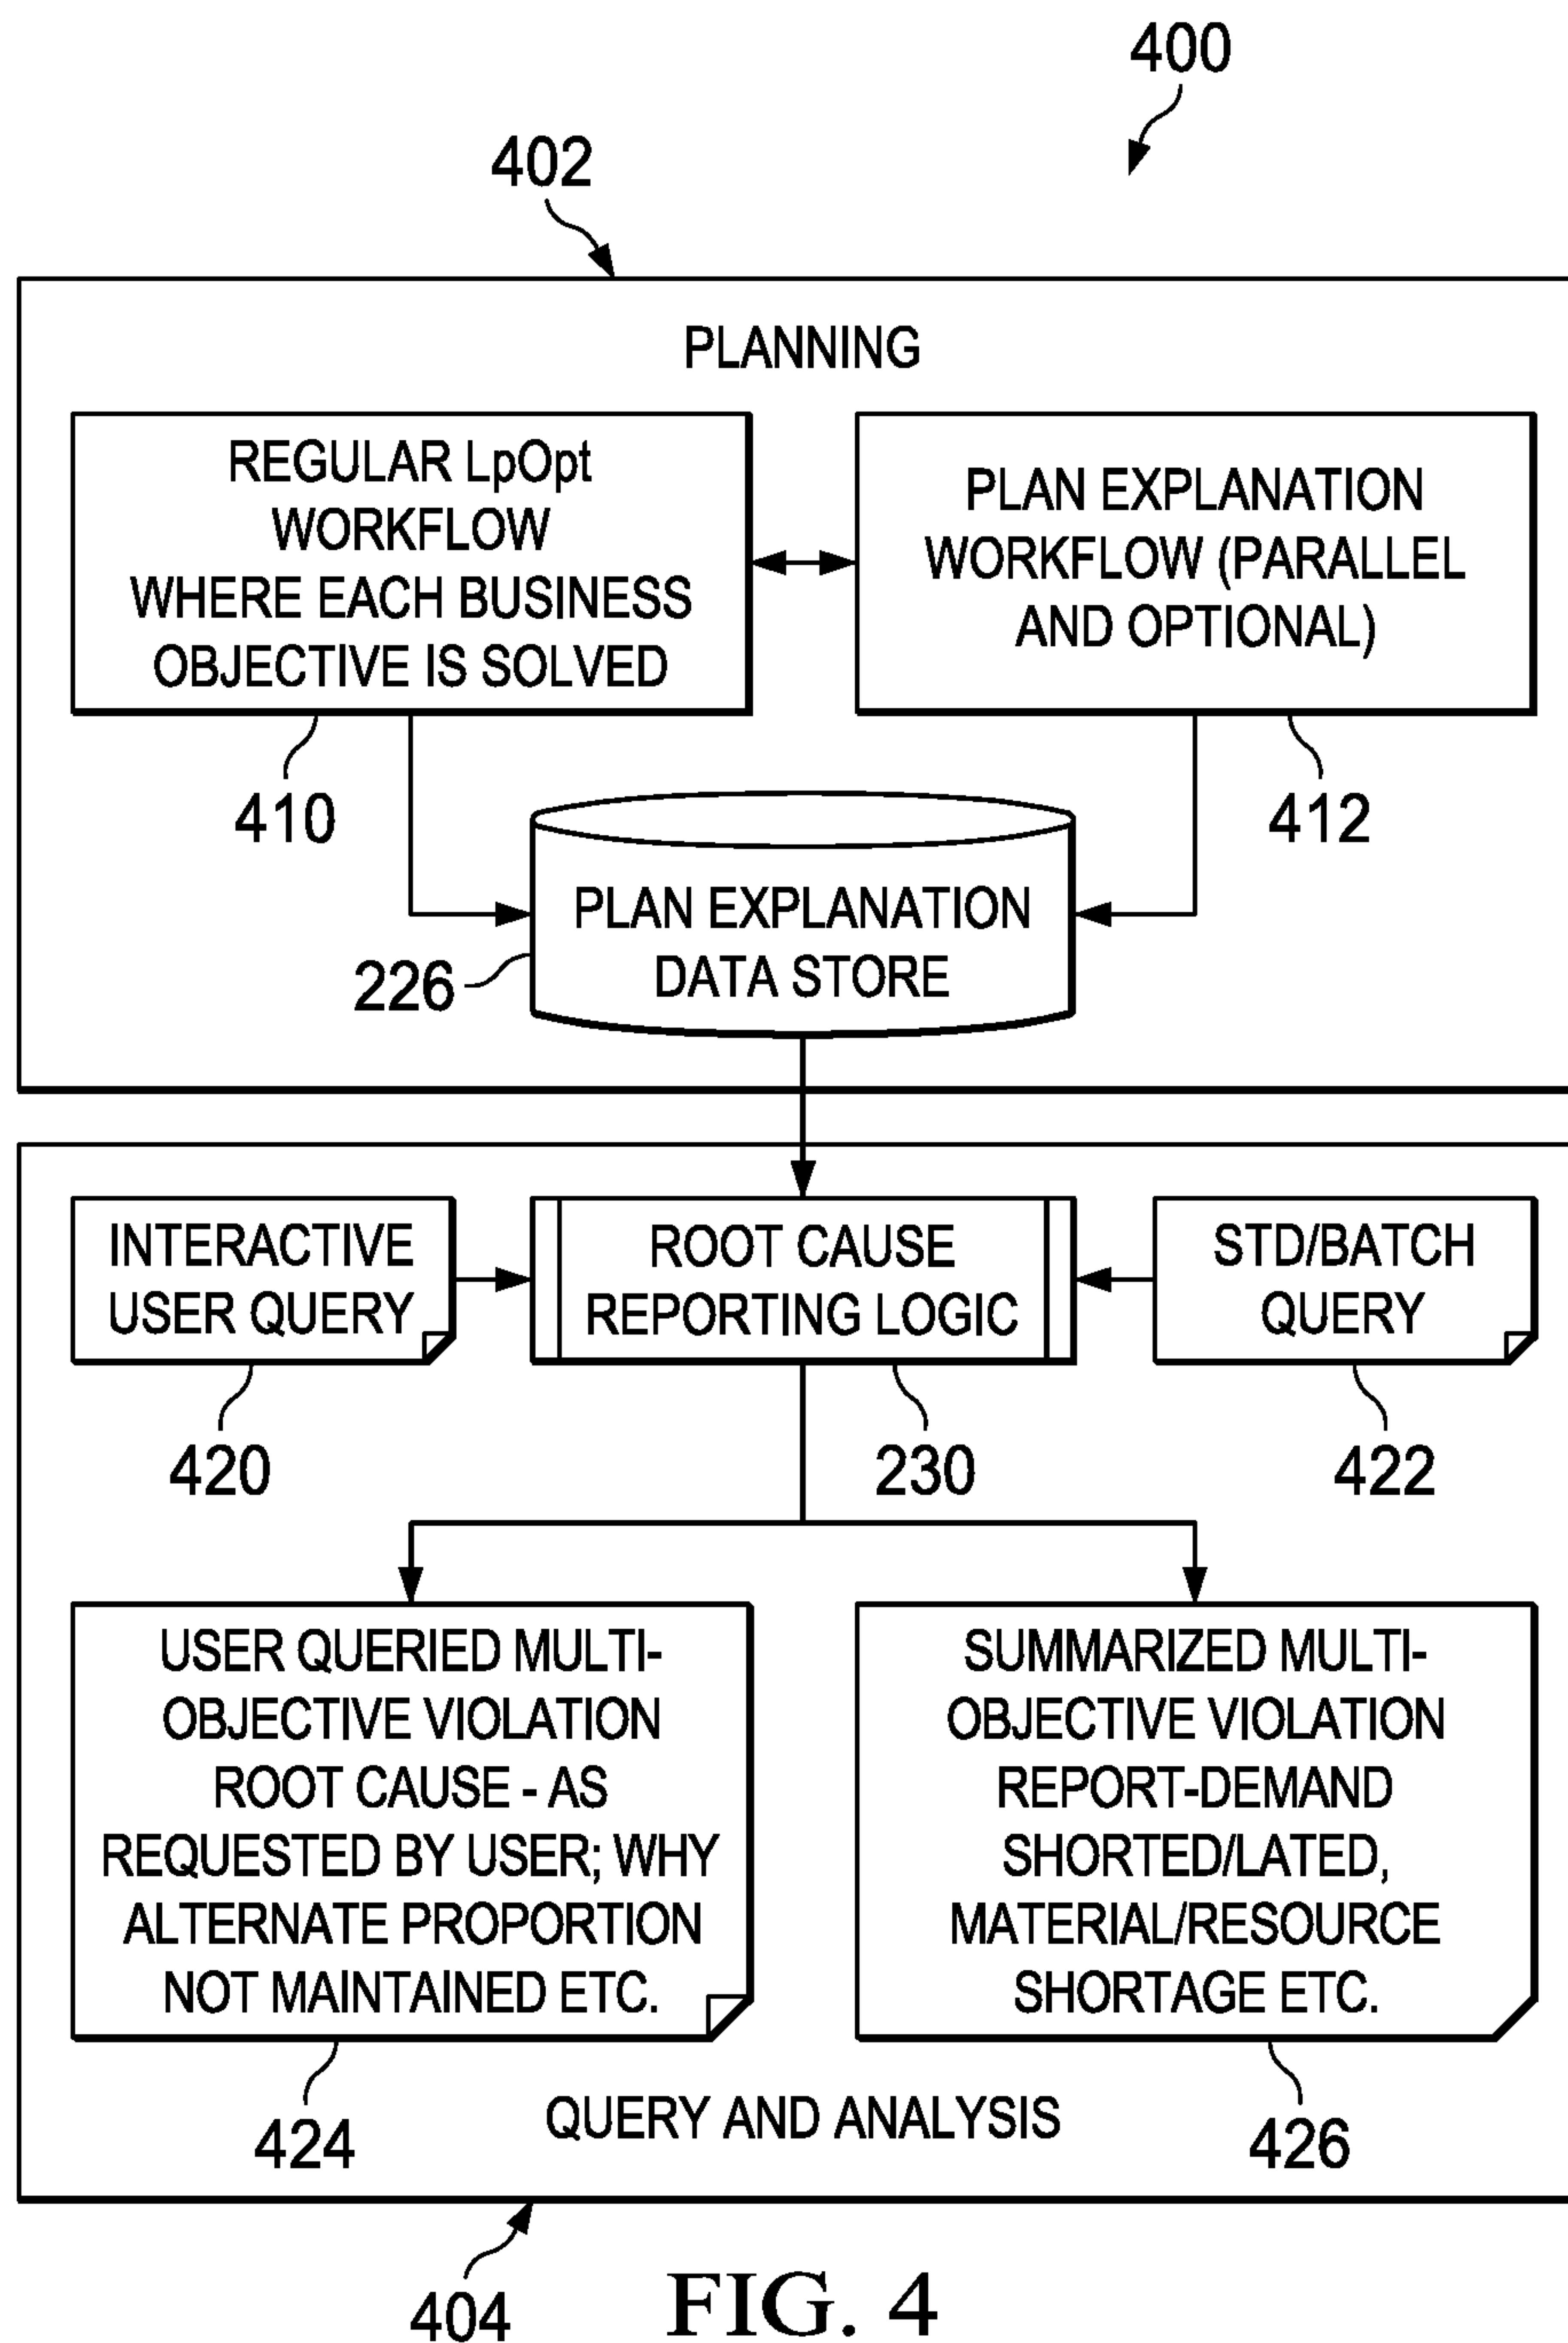 400
402
PLANNING
REGULAR LpOpt
WORKFLOW
WHERE EACH BUSINESS
OBJECTIVE IS SOLVED
PLAN EXPLANATION
WORKFLOW (PARALLEL
AND OPTIONAL)
410
412
PLAN EXPLANATION
DATA STORE
226
INTERACTIVE
USER QUERY
ROOT CAUSE
REPORTING LOGIC
STD/BATCH
QUERY
420
230
422
USER QUERIED MULTI-
OBJECTIVE VIOLATION
ROOT CAUSE - AS
REQUESTED BY USER; WHY
ALTERNATE PROPORTION
NOT MAINTAINED ETC.
SUMMARIZED MULTI-
OBJECTIVE VIOLATION
REPORT-DEMAND
SHORTED/LATED,
MATERIAL/RESOURCE
SHORTAGE ETC.
424
QUERY AND ANALYSIS
426
404
FIG. 4